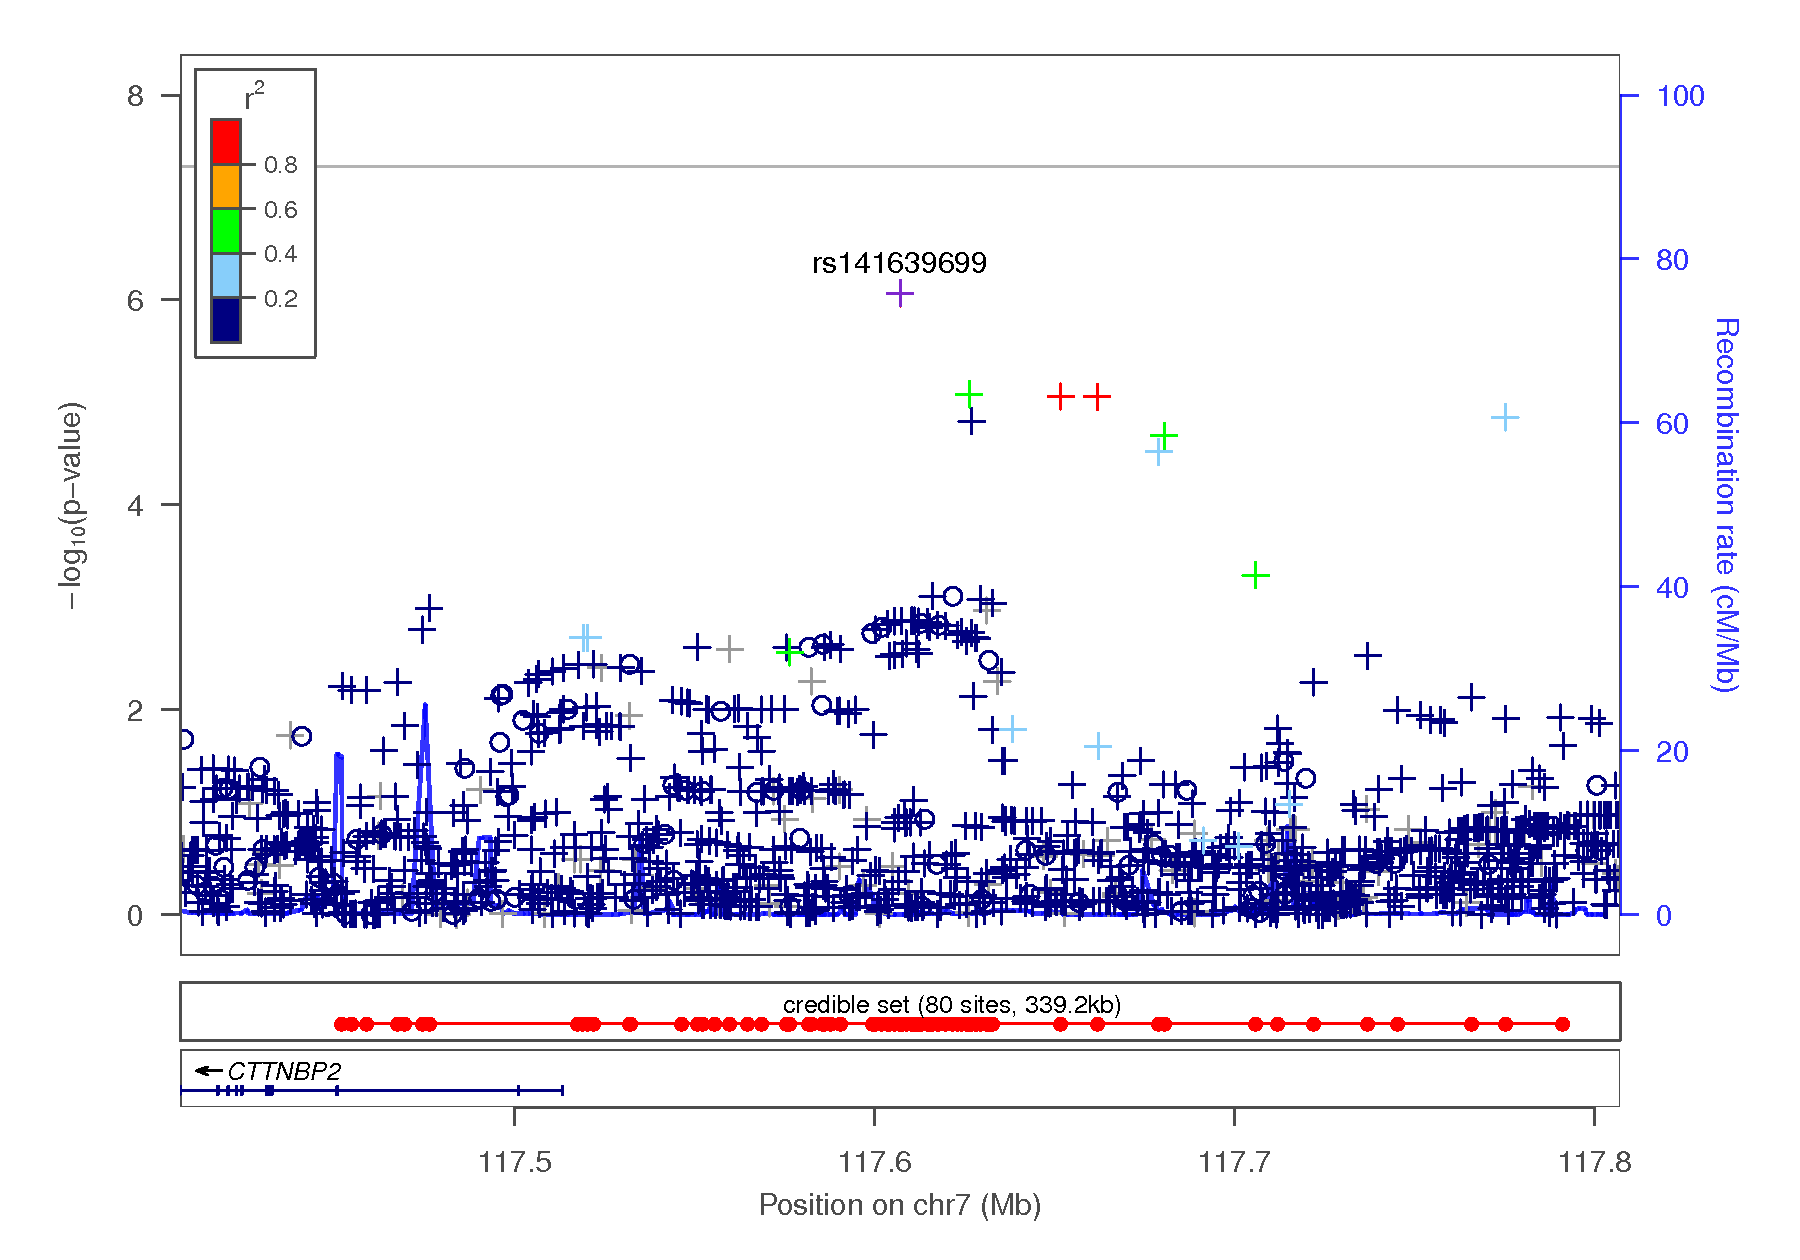 r2
0.8
0.6
0.4
0.2
rs141639699
8
6
4
2
0
−log10(p−value)
100
80
60
40
20
0
Recombination rate (cM/Mb)
credible set (80 sites, 339.2kb)
CTTNBP2
117.5
117.6
117.7
117.8
Position on chr7 (Mb)